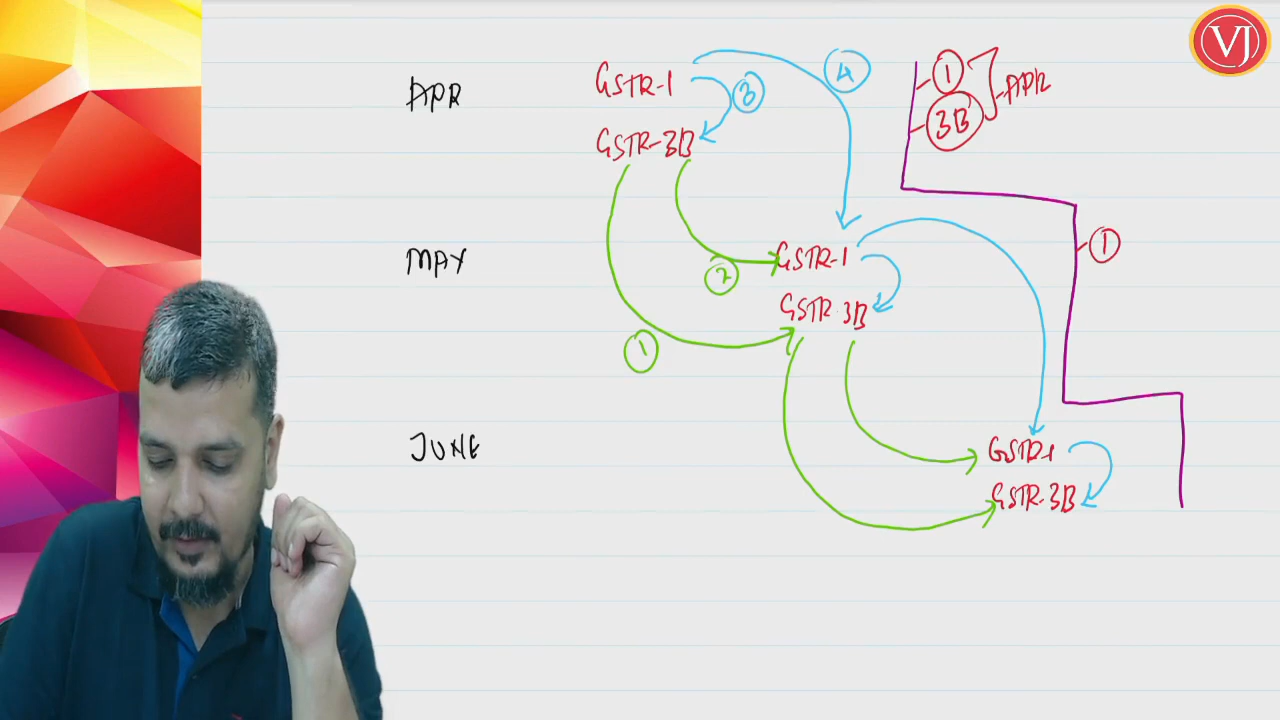 VJ
APR
GSTR-1
GSTR-3B
3
4
1
3B
APR
MAY
GSTR-1
GSTR-3B
2
1
1
JUNE
GSTR-1
GSTR-3B